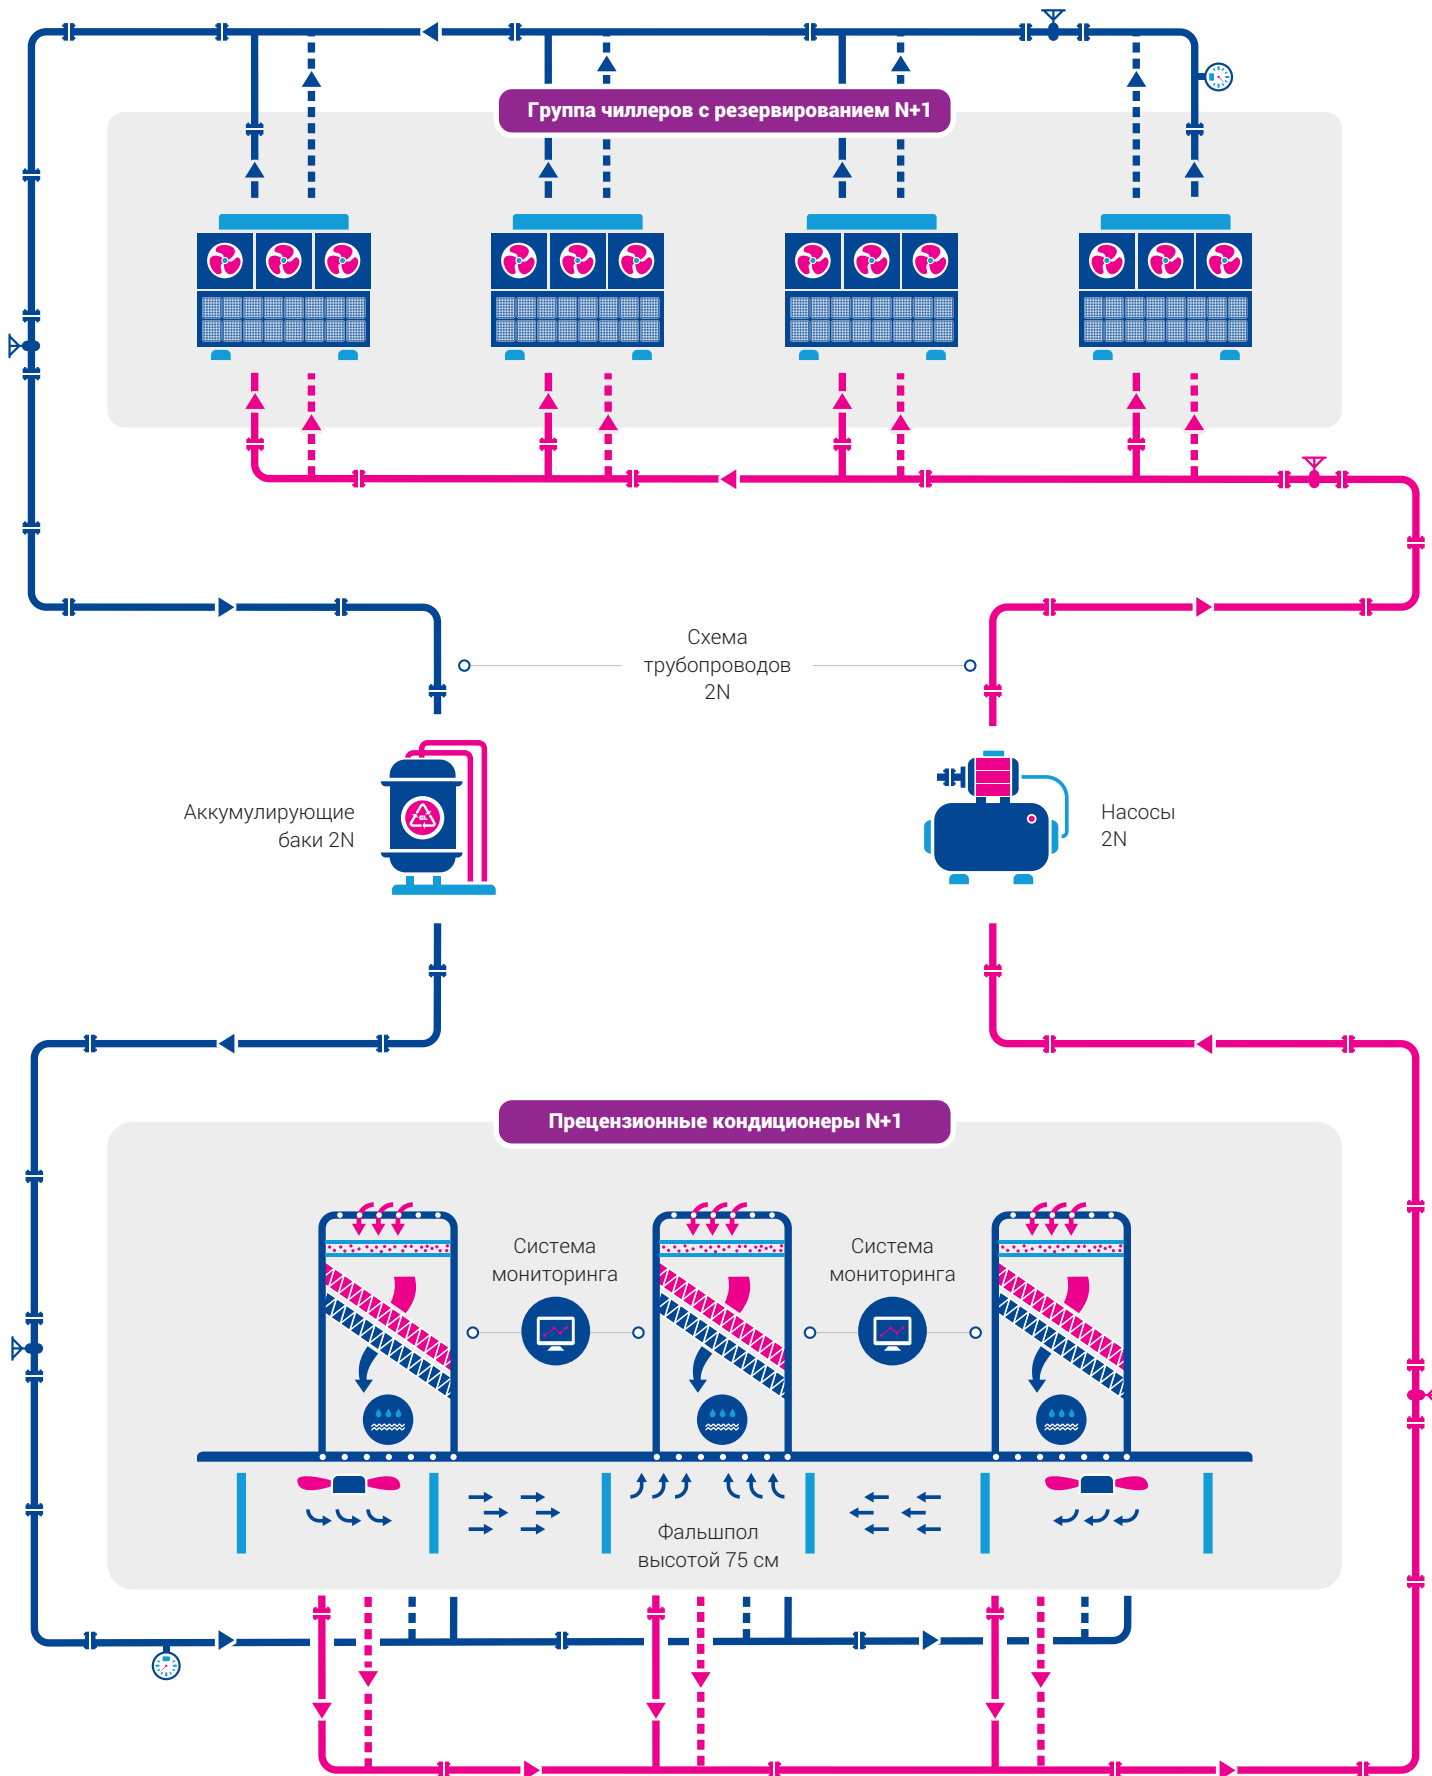 Группа чиллеров с резервированием N+1
Схема
трубопроводов
2N
Аккумулирующие
баки 2N
Насосы
2N
Прецензионные кондиционеры N+1
Система
мониторинга
Система
мониторинга
Фальшпол
высотой 75 см